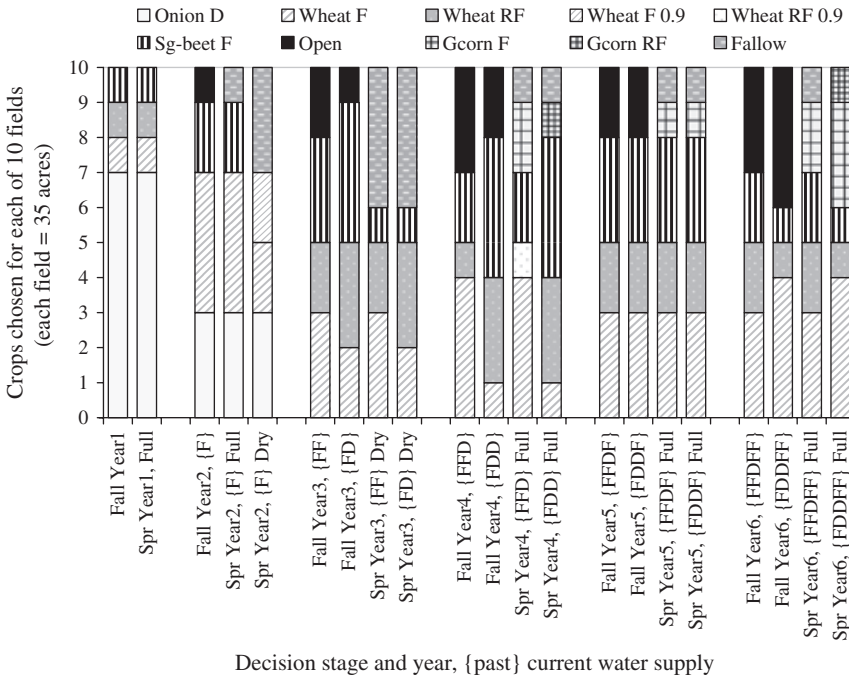 Onion D Wheat F Wheat RF Wheat F 0.9 Wheat RF 0.9
Sg-beet F Open Gcorn F Gcorn RF Fallow
Crops chosen for each of 10 fields
(each field = 35 acres)
10
9
8
7
6
5
4
3
2
1
0
Fall Year1
Spr Year1, Full
Fall Year2, {F}
Spr Year2, {F} Full
Spr Year2, {F} Dry
Fall Year3, {FF}
Fall Year3, {FD}
Spr Year3, {FF} Dry
Spr Year3, {FD} Dry
Fall Year4, {FFD}
Fall Year4, {FDD}
Spr Year4, {FFD} Full
Spr Year4, {FDD} Full
Fall Year5, {FFDF}
Fall Year5, {FDDF}
Spr Year5, {FFDF} Full
Spr Year5, {FDDF} Full
Fall Year6, {FFDFF}
Fall Year6, {FDDFF}
Spr Year6, {FFDFF} Full
Spr Year6, {FDDFF} Full
Decision stage and year, {past} current water supply